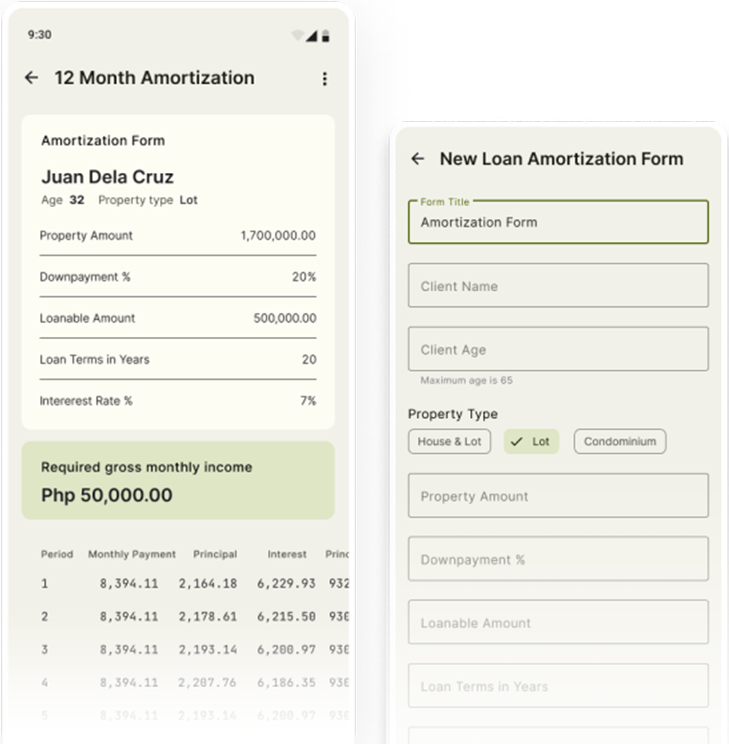 9:30
12 Month Amortization
Amortization Form
Juan Dela Cruz
Age 32 Property type Lot
Property Amount 1,700,000.00
Downpayment % 20%
Loanable Amount 500,000.00
Loan Terms in Years 20
Intererest Rate % 7%
Required gross monthly income
Php 50,000.00
Period Monthly Payment Principal Interest Princ
1 8,394.11 2,164.18 6,229.93 932
2 8,394.11 2,178.61 6,215.50 930
3 8,394.11 2,193.14 6,200.97 930
4 8,394.11 2,207.76 6,186.35 930
5 8,394.11 2,193.14 6,200.97 930
New Loan Amortization Form
Form Title
Amortization Form
Client Name
Client Age
Maximum age is 65
Property Type
House & Lot Lot Condominium
Property Amount
Downpayment %
Loanable Amount
Loan Terms in Years